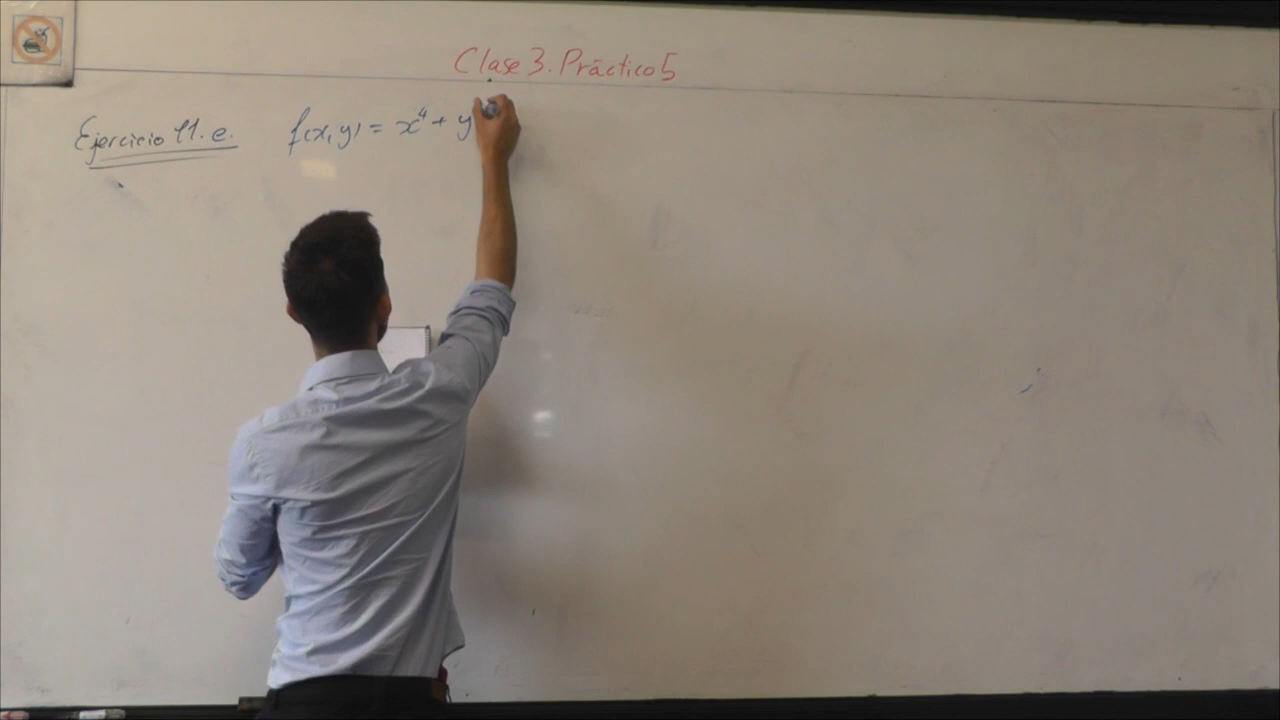 Clase 3. Práctico 5
Ejercicio 11. e. f(x, y) = x⁴ + y